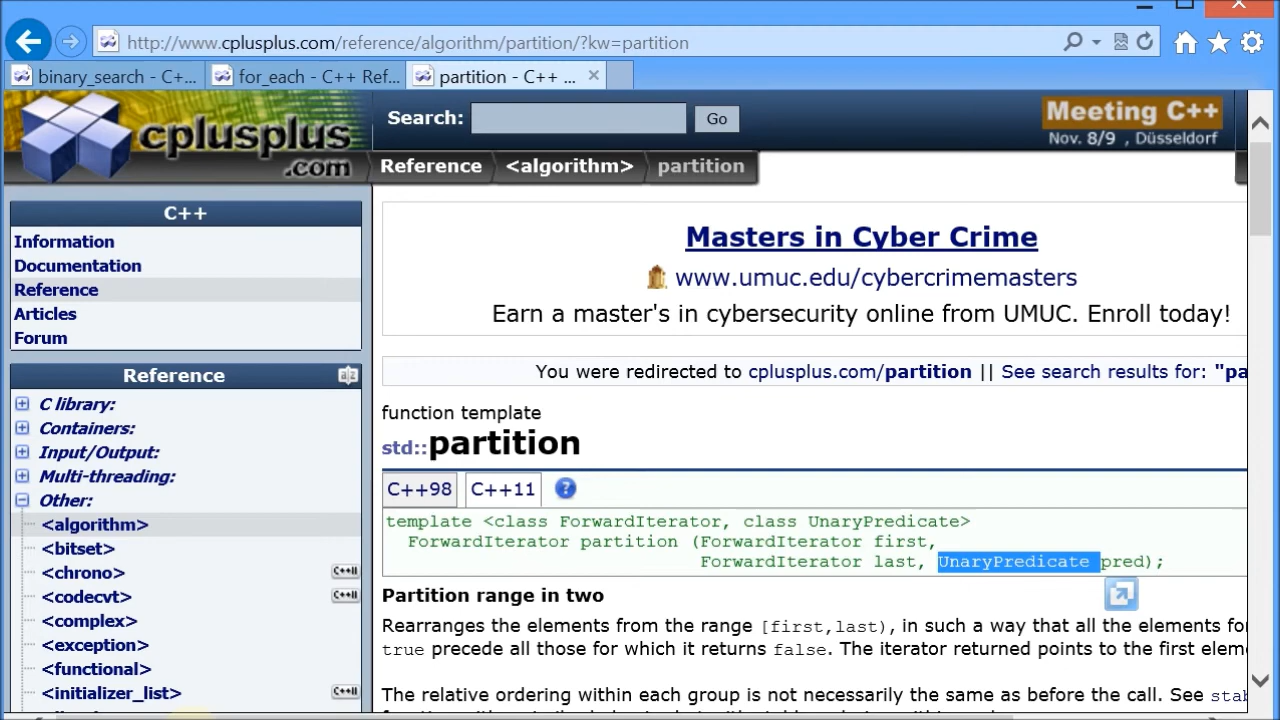 http://www.cplusplus.com/reference/algorithm/partition/?kw=partition
binary_search - C+... for_each - C++ Ref... partition - C++ ...
cplusplus
.com
Search: Go
Meeting C++
Nov. 8/9 , Düsseldorf
Reference <algorithm> partition
C++
Information
Documentation
Reference
Articles
Forum
Reference
C library:
Containers:
Input/Output:
Multi-threading:
Other:
<algorithm>
<bitset>
<chrono> C++11
<codecvt> C++11
<complex>
<exception>
<functional>
<initializer_list> C++11
Masters in Cyber Crime
www.umuc.edu/cybercrimemasters
Earn a master's in cybersecurity online from UMUC. Enroll today!
You were redirected to cplusplus.com/partition || See search results for: "pa
function template
std::partition
C++98 C++11 ?
template <class ForwardIterator, class UnaryPredicate>
ForwardIterator partition (ForwardIterator first,
ForwardIterator last, UnaryPredicate pred);
Partition range in two
Rearranges the elements from the range [first,last), in such a way that all the elements fo
true precede all those for which it returns false. The iterator returned points to the first elem
The relative ordering within each group is not necessarily the same as before the call. See stab